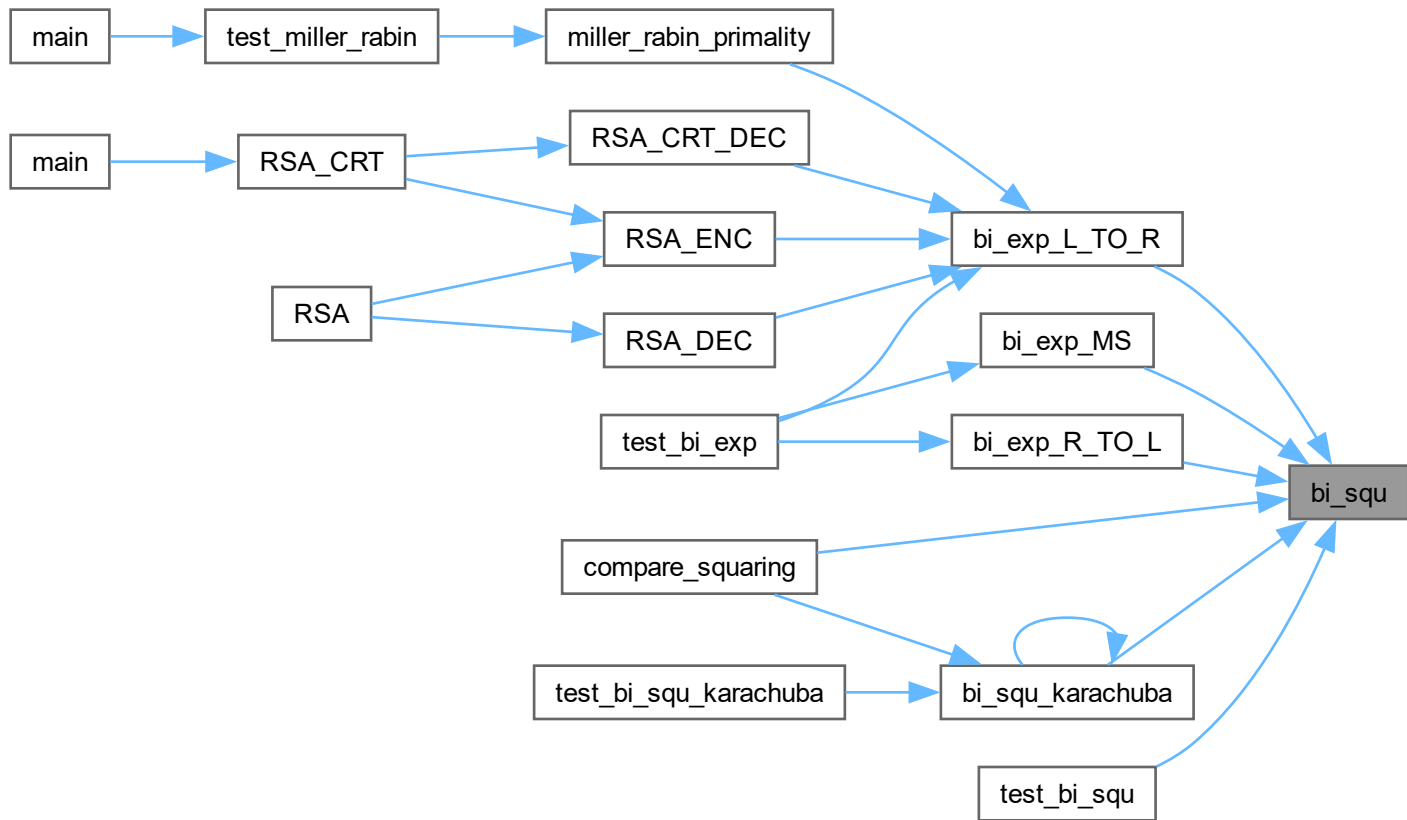 main
test_miller_rabin
miller_rabin_primality
main
RSA_CRT
RSA_CRT_DEC
RSA_ENC
bi_exp_L_TO_R
RSA
RSA_DEC
bi_exp_MS
test_bi_exp
bi_exp_R_TO_L
bi_squ
compare_squaring
test_bi_squ_karachuba
bi_squ_karachuba
test_bi_squ